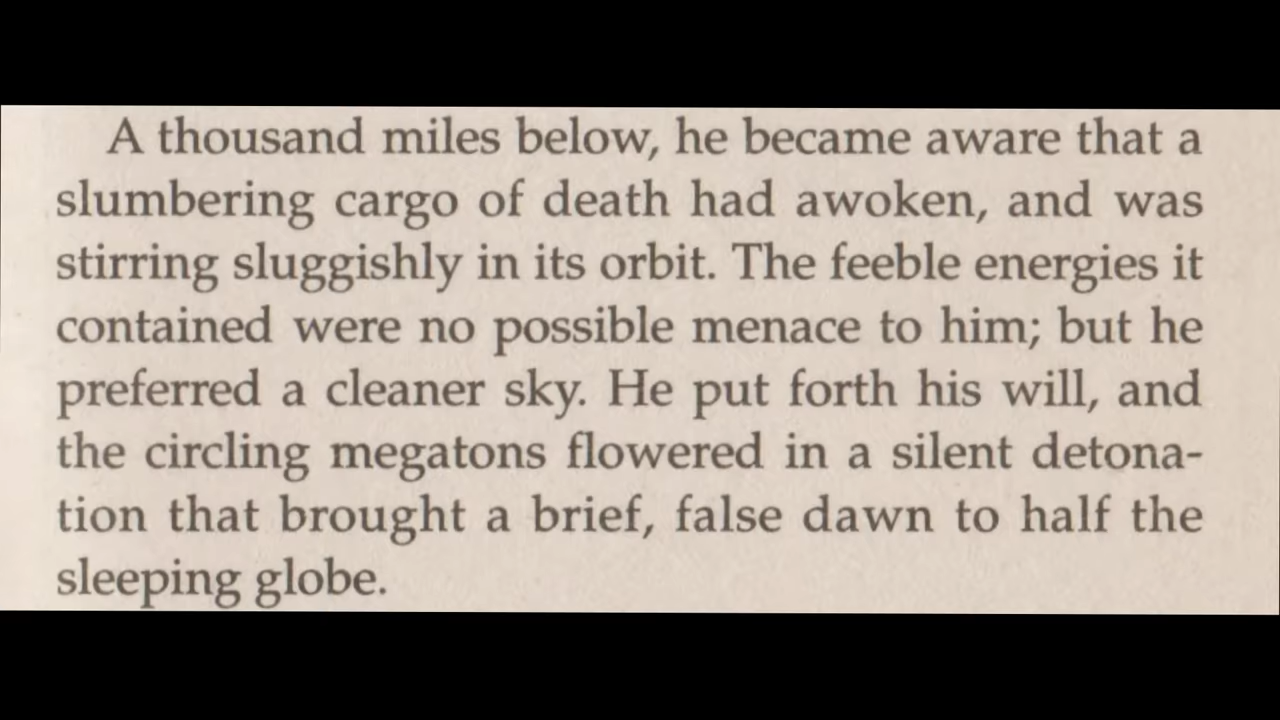 A thousand miles below, he became aware that a
slumbering cargo of death had awoken, and was
stirring sluggishly in its orbit. The feeble energies it
contained were no possible menace to him; but he
preferred a cleaner sky. He put forth his will, and
the circling megatons flowered in a silent detona-
tion that brought a brief, false dawn to half the
sleeping globe.